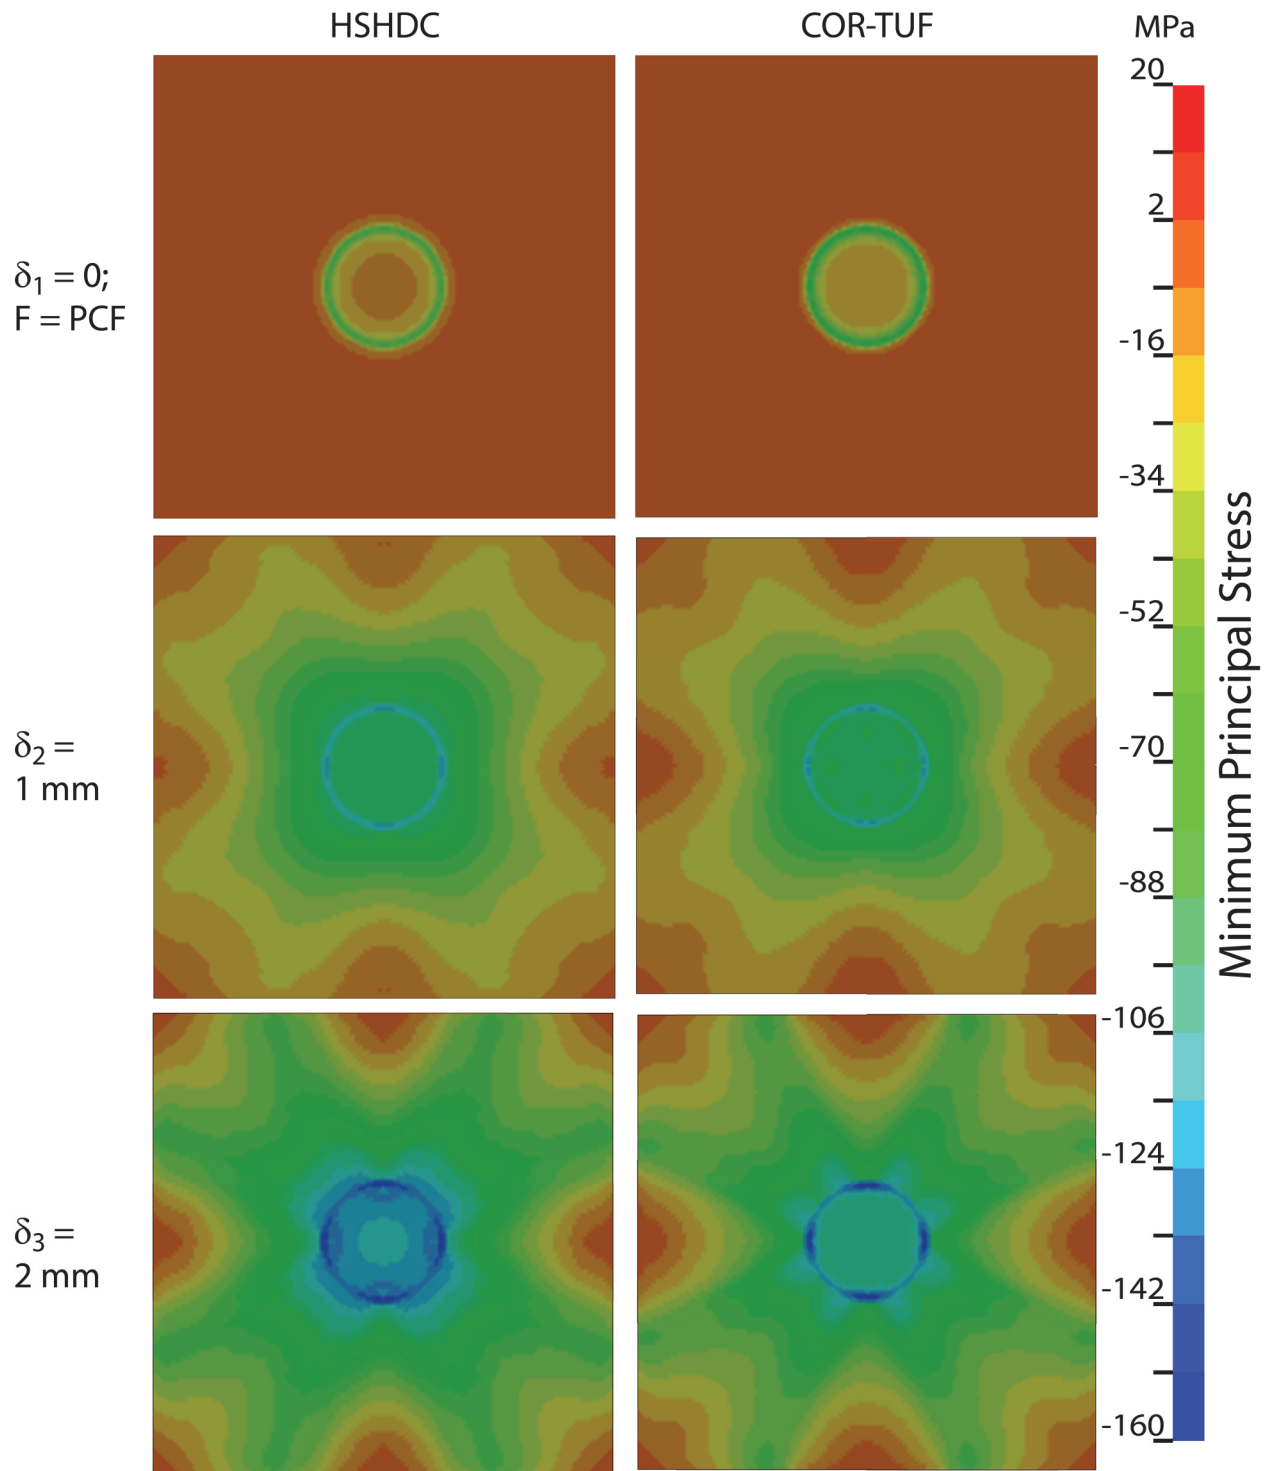 HSHDC COR-TUF MPa
20
2
-16
-34
-52
-70
-88
-106
-124
-142
-160
Minimum Principal Stress
δ1 = 0;
F = PCF
δ2 =
1 mm
δ3 =
2 mm